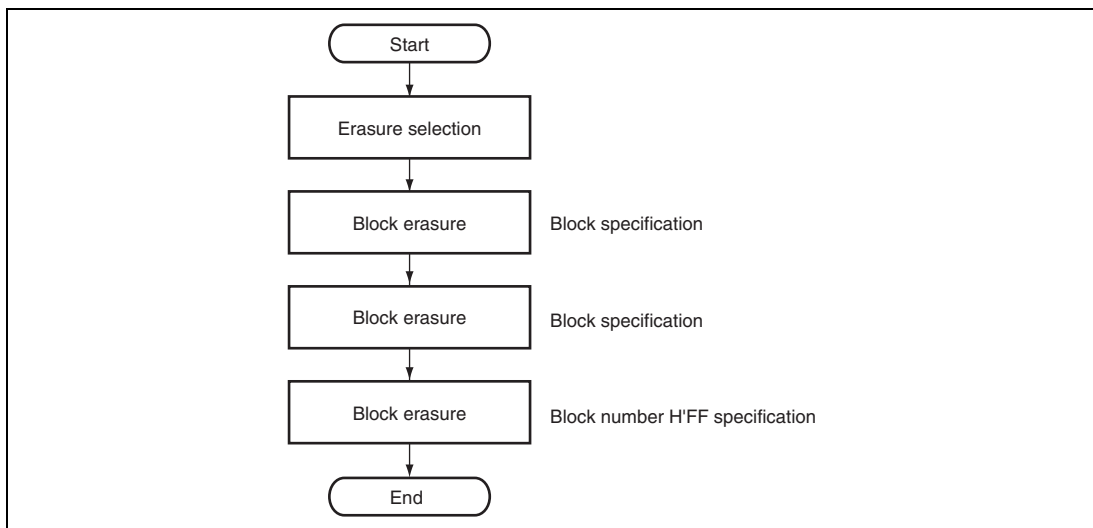 Start
Erasure selection
Block erasure
Block specification
Block erasure
Block specification
Block erasure
Block number H'FF specification
End